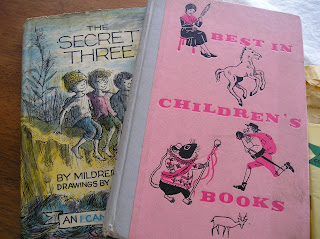 THE
SECRET
THREE
BY MILDRED
DRAWINGS BY
AN I CAN
BEST IN
CHILDREN'S
BOOKS